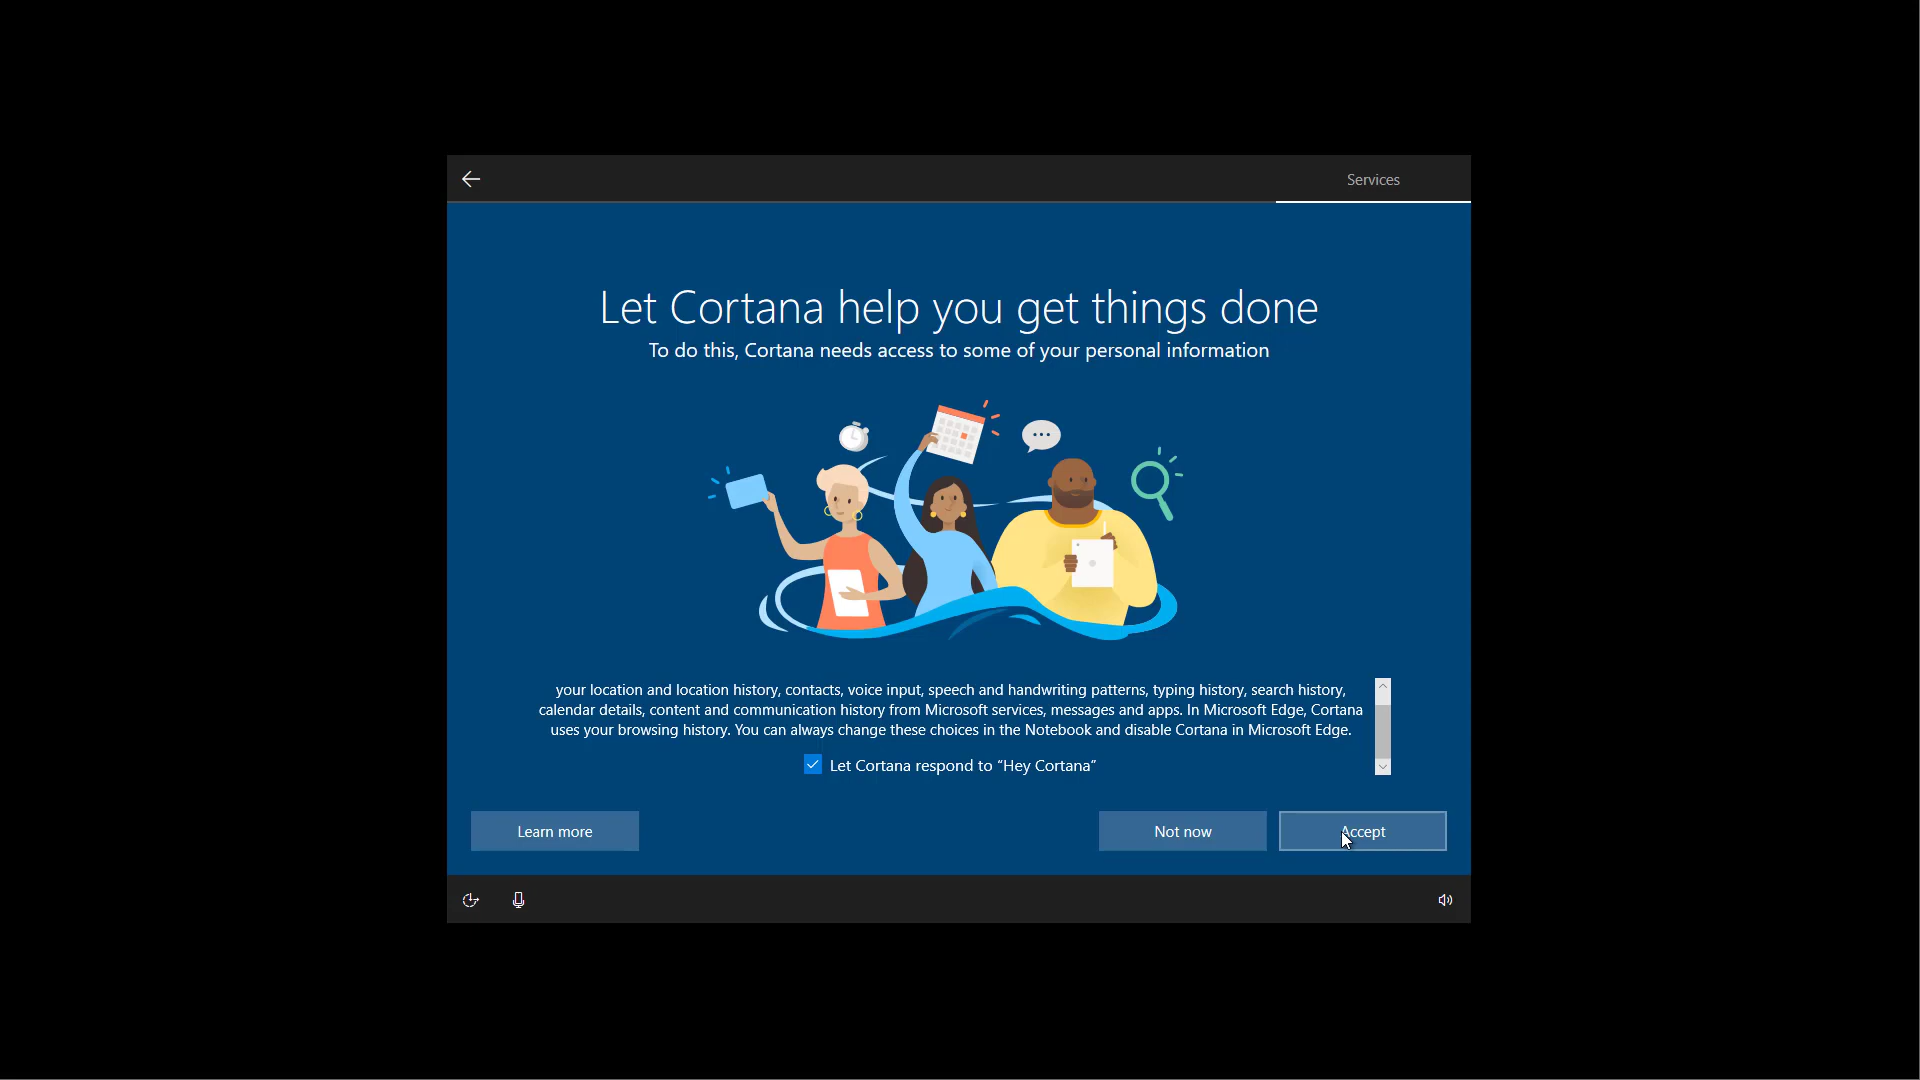 Services
Let Cortana help you get things done
To do this, Cortana needs access to some of your personal information
your location and location history, contacts, voice input, speech and handwriting patterns, typing history, search history,
calendar details, content and communication history from Microsoft services, messages and apps. In Microsoft Edge, Cortana
uses your browsing history. You can always change these choices in the Notebook and disable Cortana in Microsoft Edge.
Let Cortana respond to “Hey Cortana”
Learn more
Not now
Accept